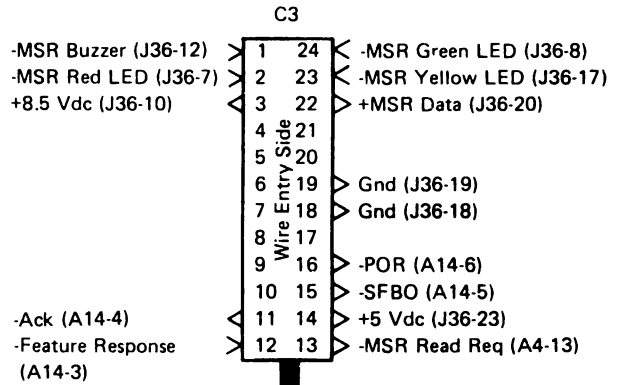 C3
-MSR Buzzer (J36-12) 1 24 -MSR Green LED (J36-8)
-MSR Red LED (J36-7) 2 23 -MSR Yellow LED (J36-17)
+8.5 Vdc (J36-10) 3 22 +MSR Data (J36-20)
4 21
5 20
6 19 Gnd (J36-19)
7 18 Gnd (J36-18)
8 17
9 16 -POR (A14-6)
10 15 -SFBO (A14-5)
-Ack (A14-4) 11 14 +5 Vdc (J36-23)
-Feature Response 12 13 -MSR Read Req (A4-13)
(A14-3)
Wire Entry Side